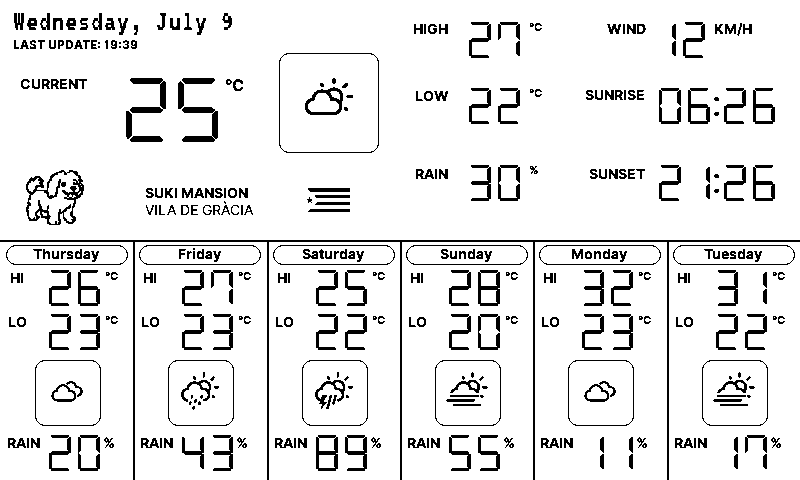 Wednesday, July 9
LAST UPDATE: 19:39
CURRENT 25 °C
HIGH 27 °C
LOW 22 °C
RAIN 30 %
WIND 12 KM/H
SUNRISE 06:26
SUNSET 21:26
SUKI MANSION
VILA DE GRÀCIA
Thursday
HI 26 °C
LO 23 °C
RAIN 20 %
Friday
HI 27 °C
LO 23 °C
RAIN 43 %
Saturday
HI 25 °C
LO 22 °C
RAIN 89 %
Sunday
HI 28 °C
LO 20 °C
RAIN 55 %
Monday
HI 32 °C
LO 23 °C
RAIN 11 %
Tuesday
HI 31 °C
LO 22 °C
RAIN 17 %